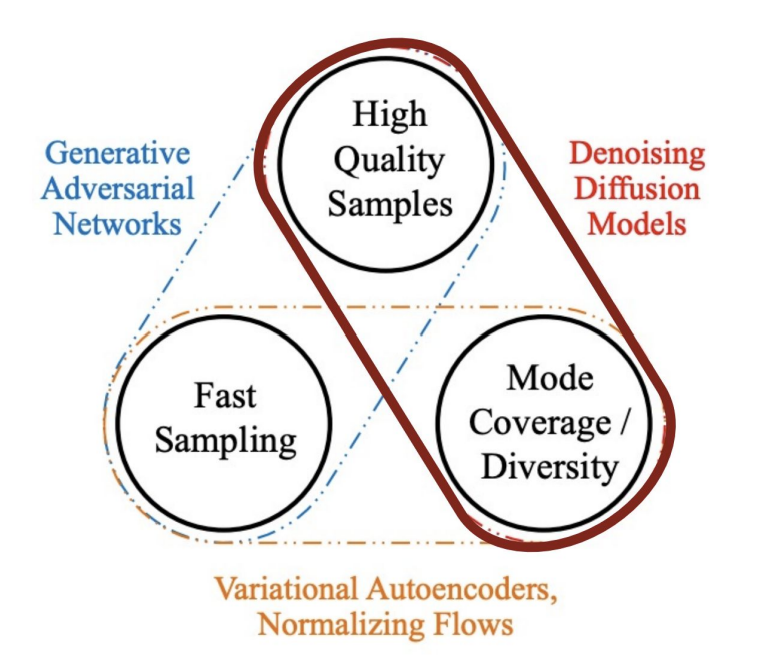 High
Quality
Samples
Generative
Adversarial
Networks
Denoising
Diffusion
Models
Fast
Sampling
Mode
Coverage /
Diversity
Variational Autoencoders,
Normalizing Flows